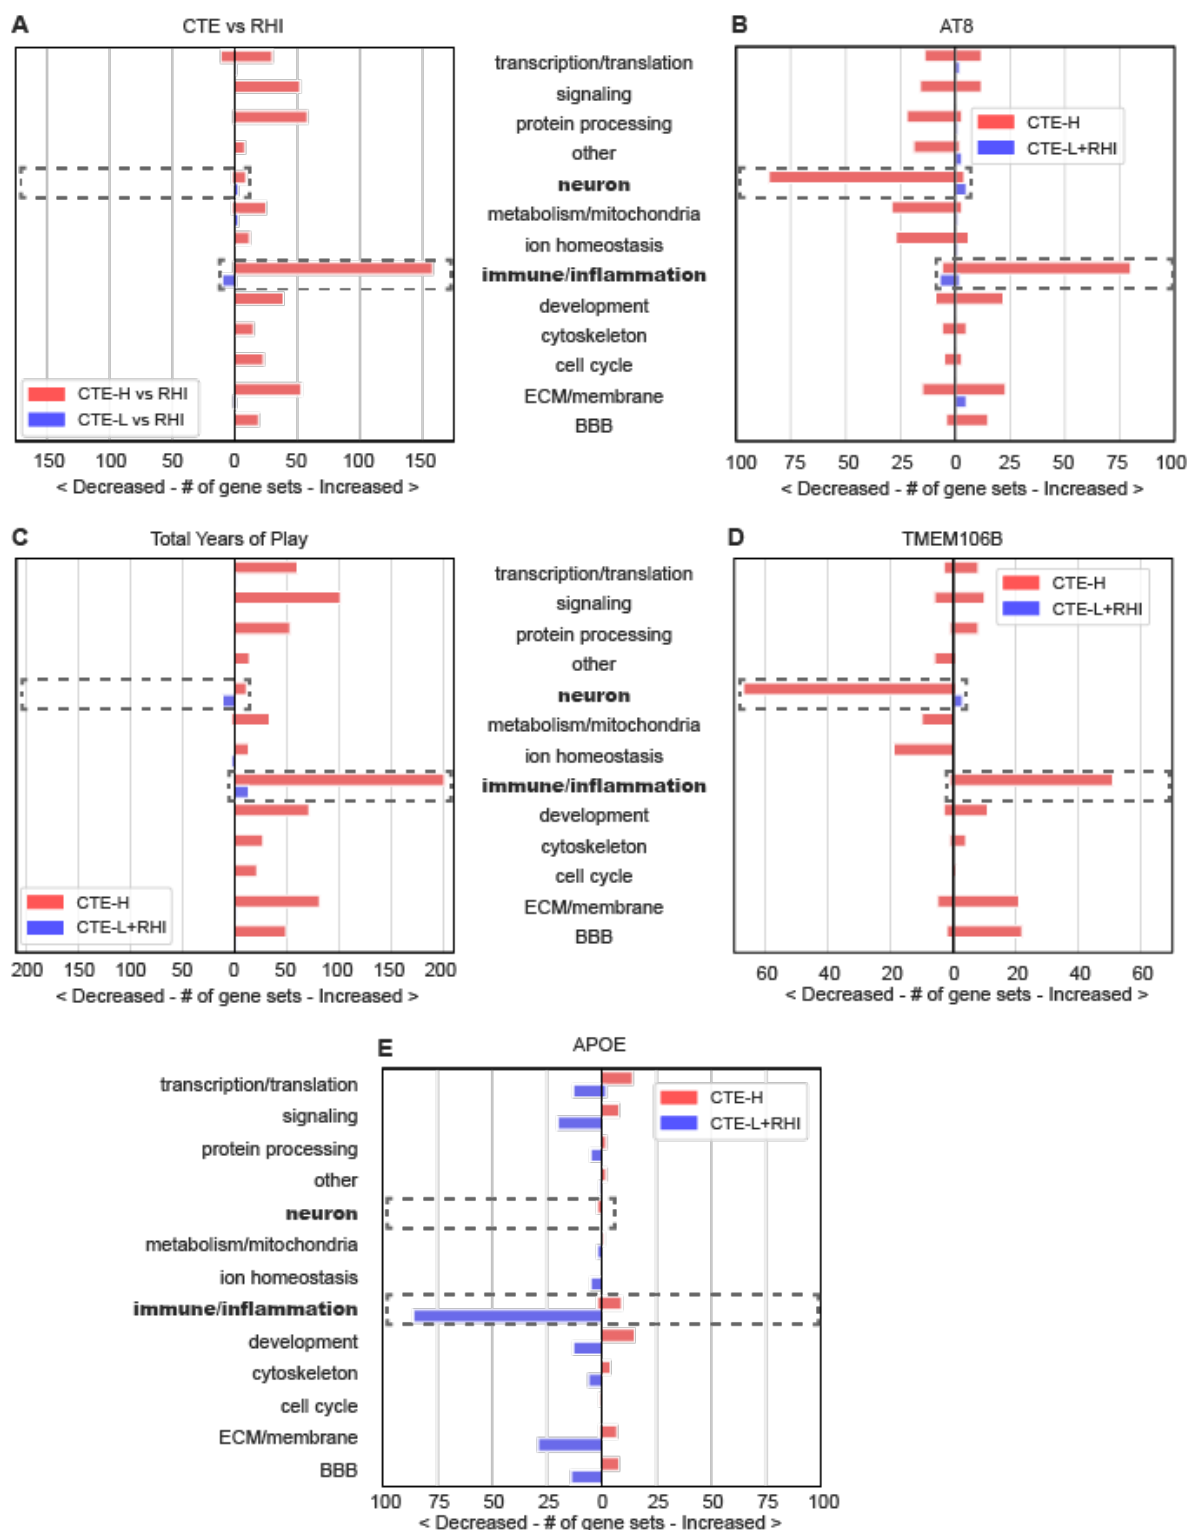 A
CTE vs RHI
B
AT8
transcription/translation
signaling
protein processing
other
neuron
metabolism/mitochondria
ion homeostasis
immune/inflammation
development
cytoskeleton
cell cycle
ECM/membrane
BBB
CTE-H vs RHI
CTE-L vs RHI
CTE-H
CTE-L+RHI
150 100 50 0 50 100 150
< Decreased - # of gene sets - Increased >
100 75 50 25 0 25 50 75 100
< Decreased - # of gene sets - Increased >
C
Total Years of Play
D
TMEM106B
transcription/translation
signaling
protein processing
other
neuron
metabolism/mitochondria
ion homeostasis
immune/inflammation
development
cytoskeleton
cell cycle
ECM/membrane
BBB
CTE-H
CTE-L+RHI
CTE-H
CTE-L+RHI
200 150 100 50 0 50 100 150 200
< Decreased - # of gene sets - Increased >
60 40 20 0 20 40 60
< Decreased - # of gene sets - Increased >
E
APOE
transcription/translation
signaling
protein processing
other
neuron
metabolism/mitochondria
ion homeostasis
immune/inflammation
development
cytoskeleton
cell cycle
ECM/membrane
BBB
CTE-H
CTE-L+RHI
100 75 50 25 0 25 50 75 100
< Decreased - # of gene sets - Increased >